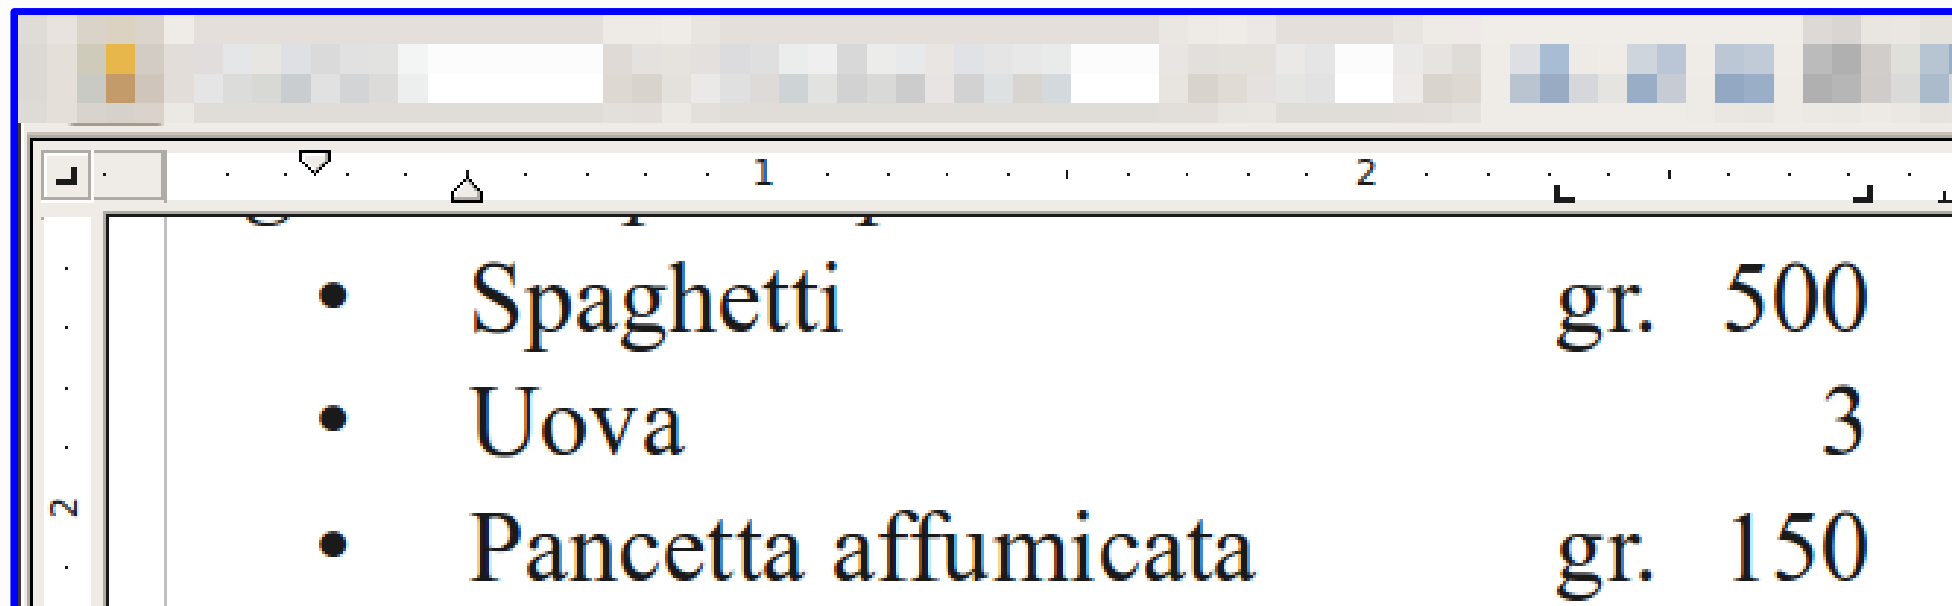 1 2
• Spaghetti gr. 500
• Uova 3
2
• Pancetta affumicata gr. 150